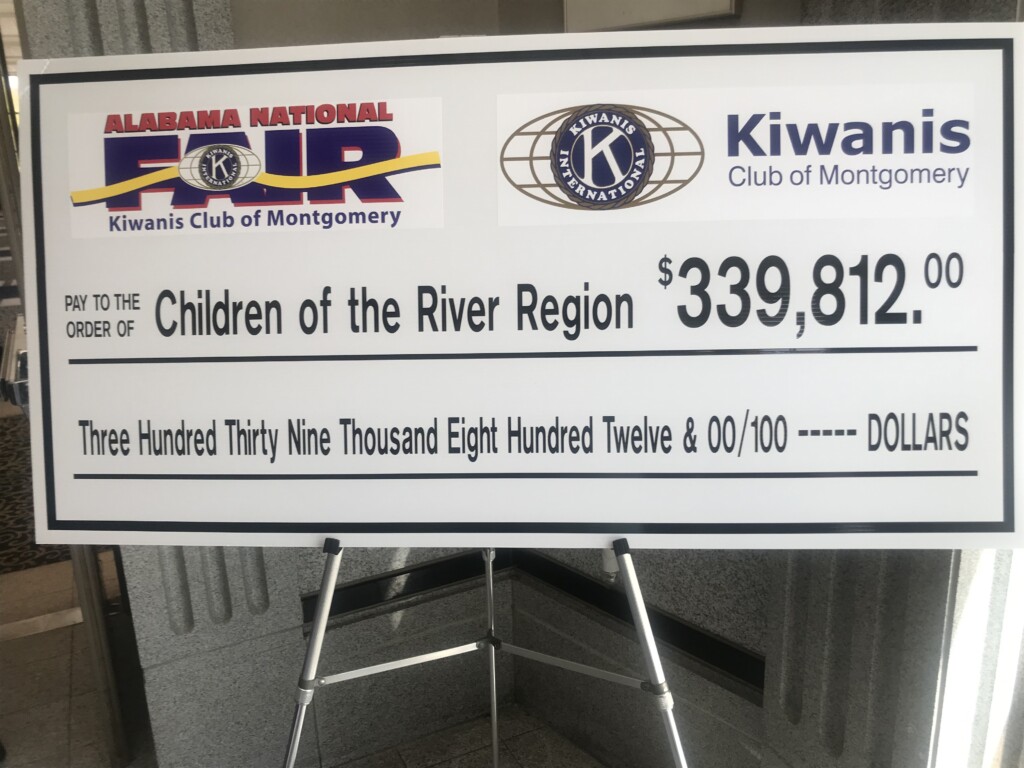 ALABAMA NATIONAL
FAIR
KIWANIS
K
INTERNATIONAL
Kiwanis Club of Montgomery
KIWANIS
K
INTERNATIONAL
Kiwanis
Club of Montgomery
PAY TO THE
ORDER OF
Children of the River Region
$339,812.00
Three Hundred Thirty Nine Thousand Eight Hundred Twelve & 00/100 ----- DOLLARS